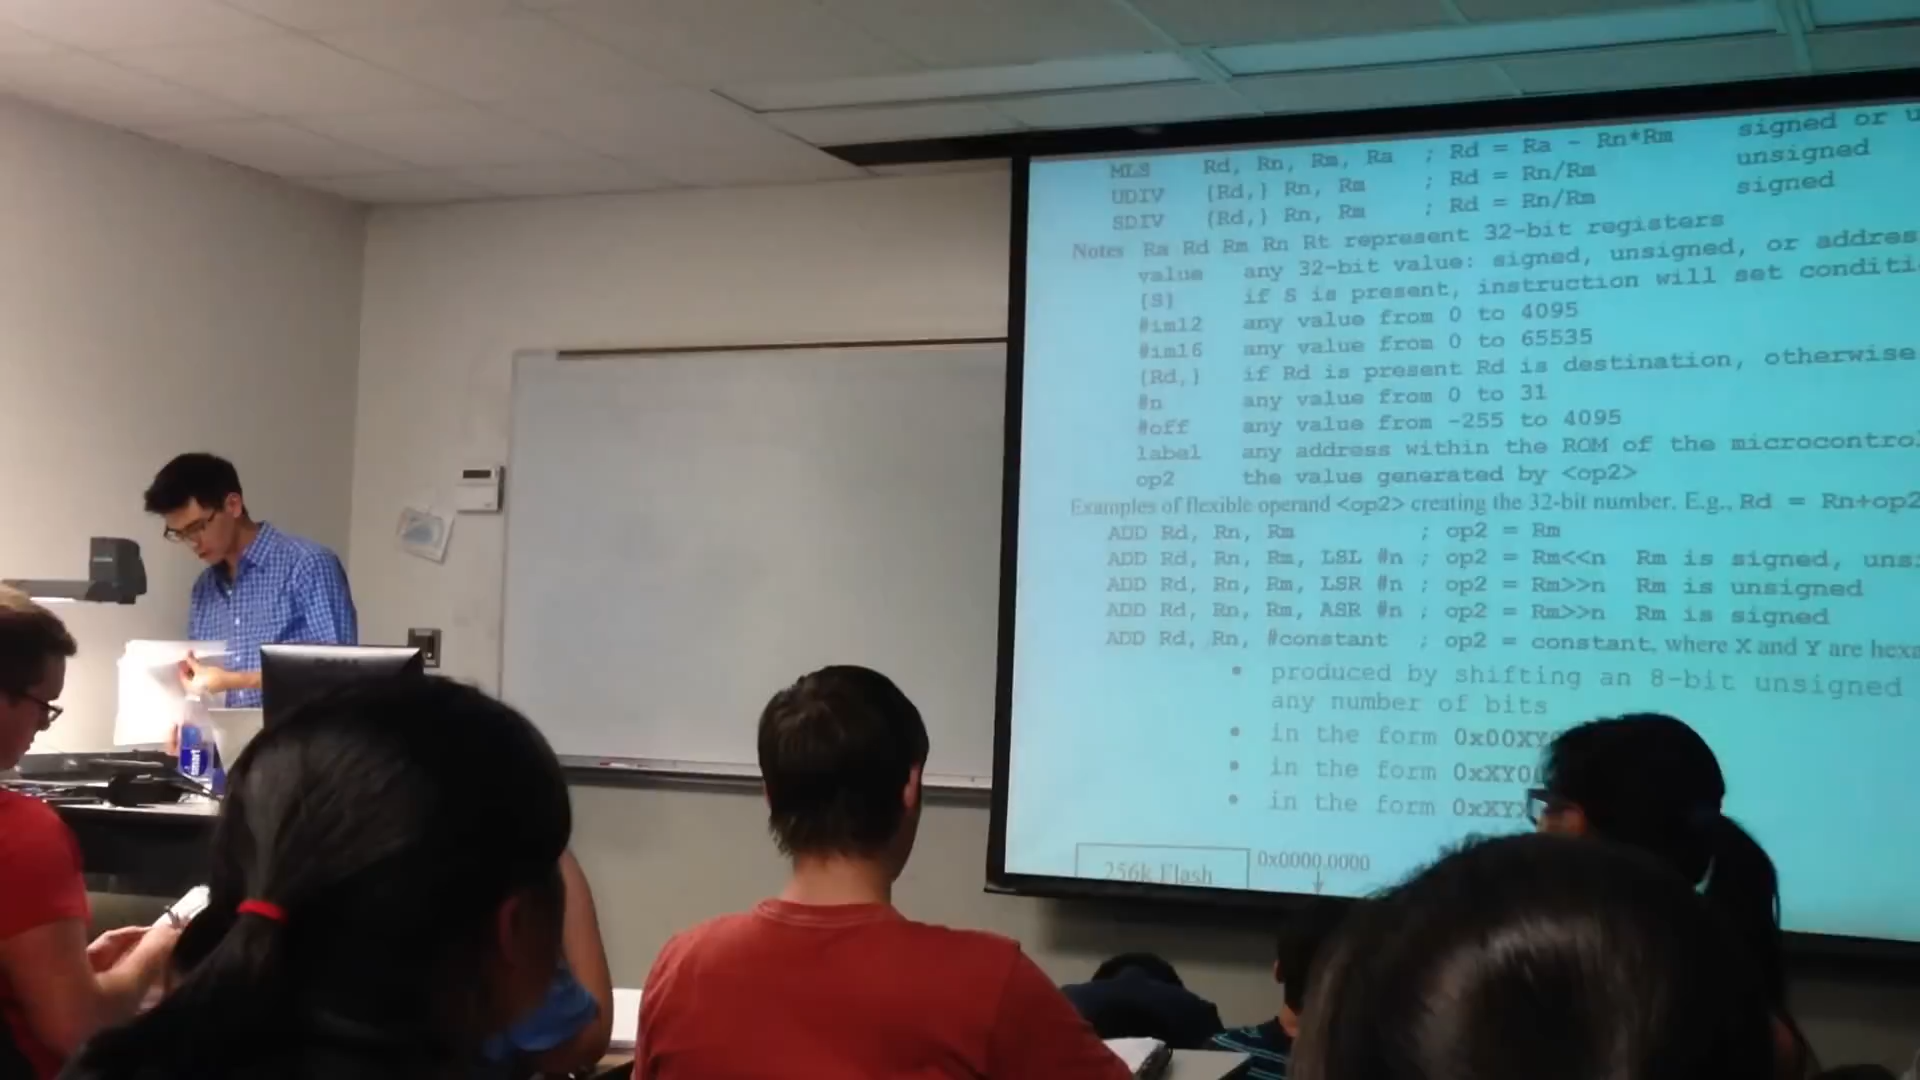 MLS Rd, Rn, Rm, Ra ; Rd = Ra - Rn*Rm signed or
UDIV {Rd,} Rn, Rm ; Rd = Rn/Rm unsigned
SDIV {Rd,} Rn, Rm ; Rd = Rn/Rm signed
Notes Ra Rd Rm Rn Rt represent 32-bit registers
value any 32-bit value: signed, unsigned, or addres
{S} if S is present, instruction will set conditi
#im12 any value from 0 to 4095
#im16 any value from 0 to 65535
{Rd,} if Rd is present Rd is destination, otherwise
#n any value from 0 to 31
#off any value from -255 to 4095
label any address within the ROM of the microcontro
op2 the value generated by <op2>
Examples of flexible operand <op2> creating the 32-bit number. E.g., Rd = Rn+op2
ADD Rd, Rn, Rm ; op2 = Rm
ADD Rd, Rn, Rm, LSL #n ; op2 = Rm<<n Rm is signed, uns
ADD Rd, Rn, Rm, LSR #n ; op2 = Rm>>n Rm is unsigned
ADD Rd, Rn, Rm, ASR #n ; op2 = Rm>>n Rm is signed
ADD Rd, Rn, #constant ; op2 = constant, where X and Y are hexa
• produced by shifting an 8-bit unsigned
any number of bits
• in the form 0x00XY
• in the form 0xXY0
• in the form 0xXYX
256k Flash
0x0000.0000